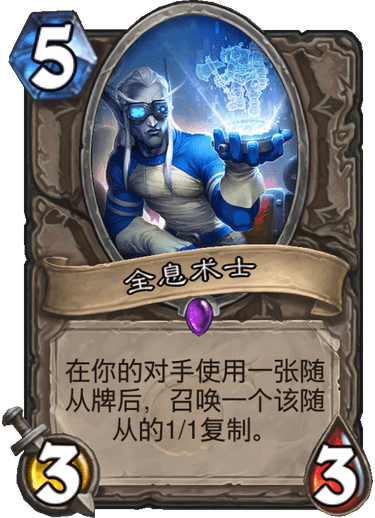 5
全息术士
在你的对手使用一张随
从牌后，召唤一个该随
从的1/1复制。
3
3